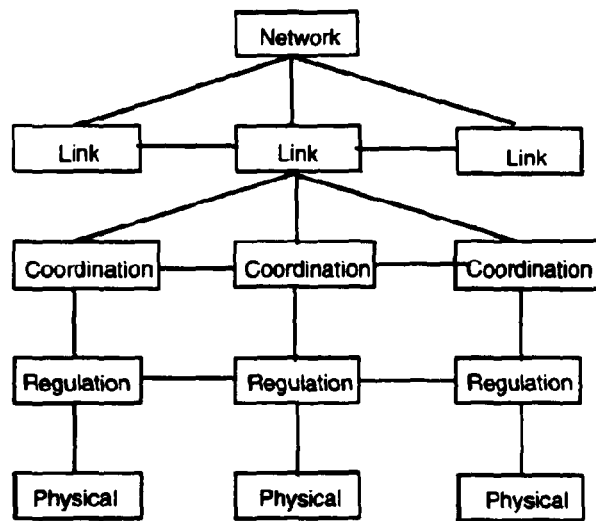 Network
Link Link Link
Coordination Coordination Coordination
Regulation Regulation Regulation
Physical Physical Physical